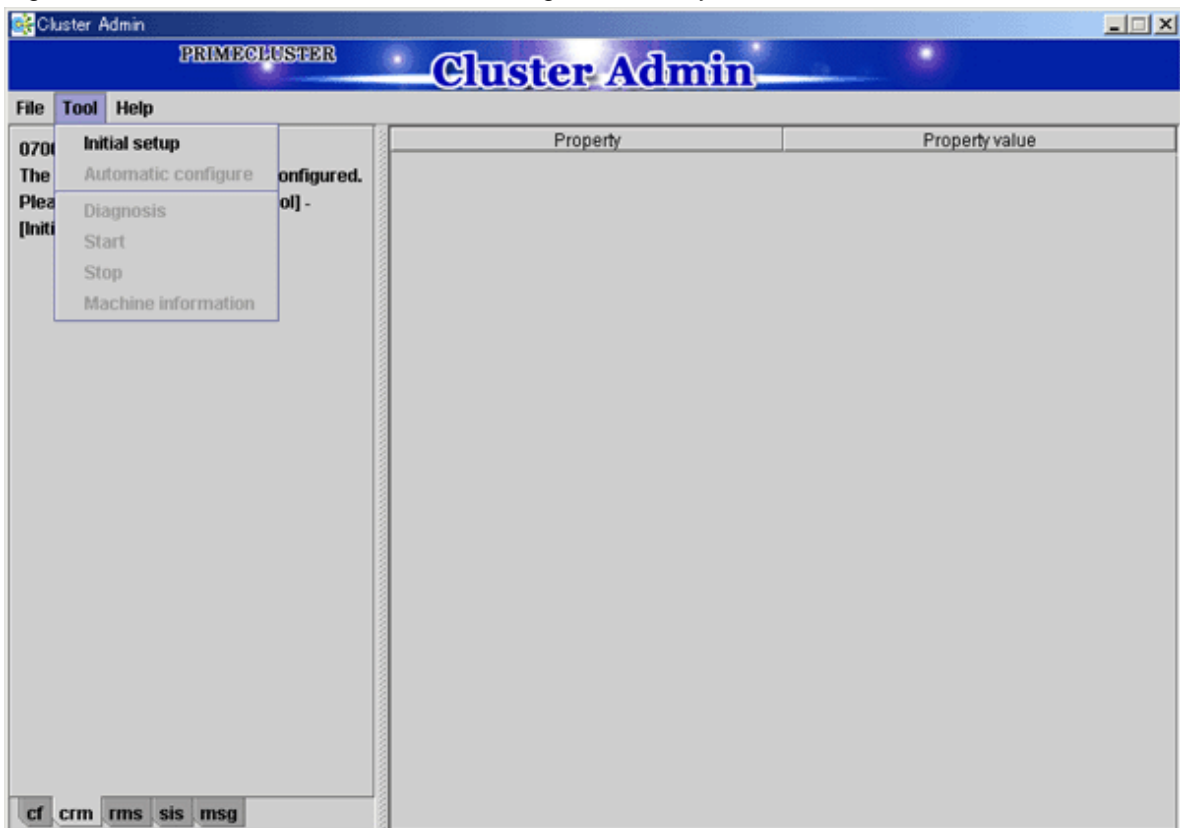 Cluster Admin
PRIMECLUSTER
Cluster Admin
File Tool Help
Initial setup
Automatic configure
Diagnosis
Start
Stop
Machine information
The
onfigured.
ol] -
Property Property value
cf crm rms sis msg